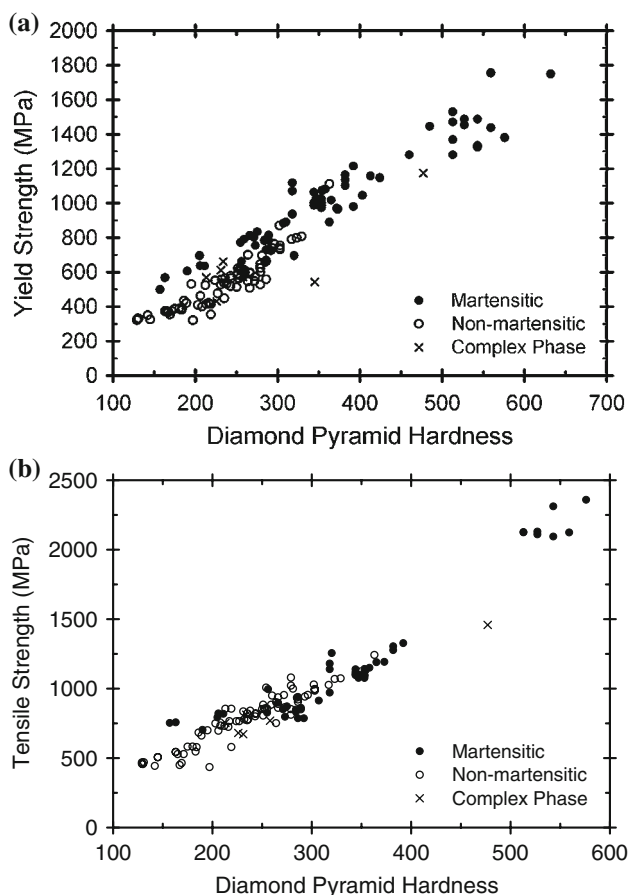 (a)
2000
1800
1600
1400
1200
1000
800
600
400
200
0
Yield Strength (MPa)
Martensitic
Non-martensitic
Complex Phase
100 200 300 400 500 600 700
Diamond Pyramid Hardness
(b)
2500
2000
1500
1000
500
0
Tensile Strength (MPa)
Martensitic
Non-martensitic
Complex Phase
100 200 300 400 500 600
Diamond Pyramid Hardness